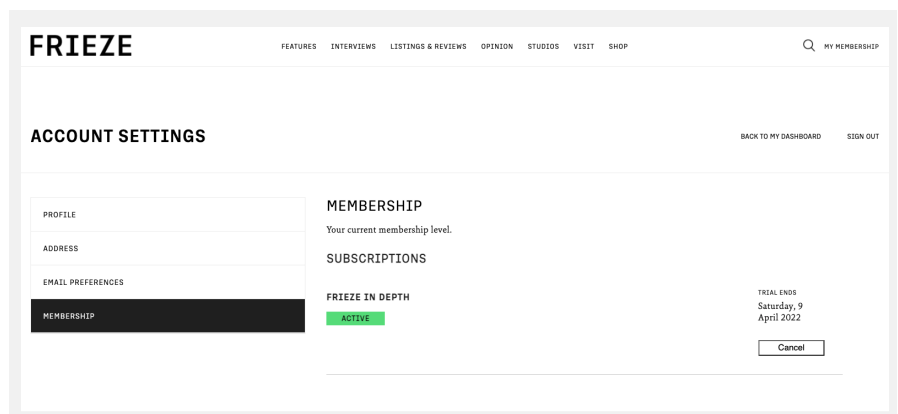 FRIEZE
FEATURES INTERVIEWS LISTINGS & REVIEWS OPINION STUDIOS VISIT SHOP
MY MEMBERSHIP
ACCOUNT SETTINGS
BACK TO MY DASHBOARD SIGN OUT
PROFILE
ADDRESS
EMAIL PREFERENCES
MEMBERSHIP
MEMBERSHIP
Your current membership level.
SUBSCRIPTIONS
FRIEZE IN DEPTH
ACTIVE
TRIAL ENDS
Saturday, 9
April 2022
Cancel